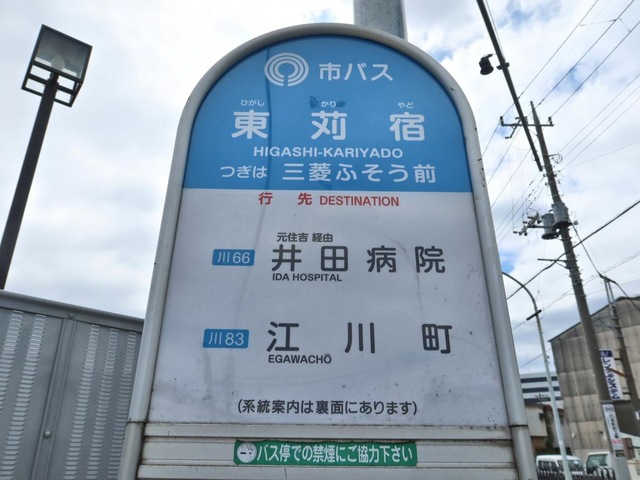 市バス
ひがし かり やど
東 苅 宿
HIGASHI-KARIYADO
つぎは 三菱ふそう前
行 先 DESTINATION
元住吉 経由
川66 井田病院
IDA HOSPITAL
川83 江川町
EGAWACHŌ
(系統案内は裏面にあります)
バス停での禁煙にご協力下さい